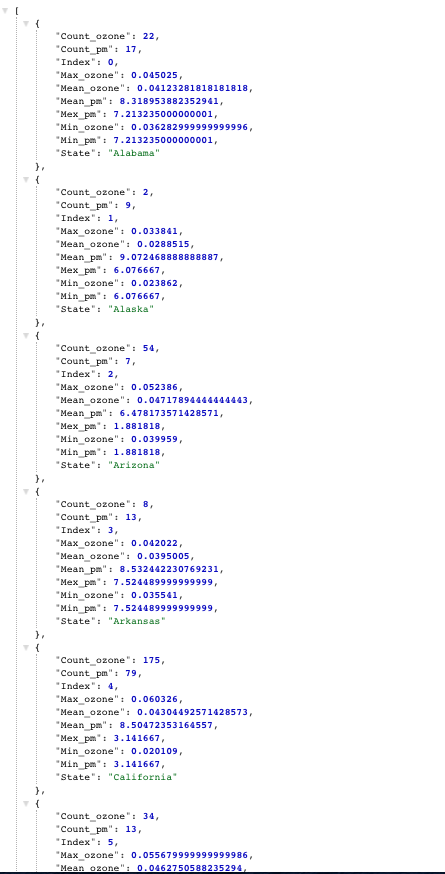 [
{
"Count_ozone": 22,
"Count_pm": 17,
"Index": 0,
"Max_ozone": 0.045025,
"Mean_ozone": 0.04123281818181818,
"Mean_pm": 8.318953882352941,
"Mex_pm": 7.213235000000001,
"Min_ozone": 0.036282999999999996,
"Min_pm": 7.213235000000001,
"State": "Alabama"
},
{
"Count_ozone": 2,
"Count_pm": 9,
"Index": 1,
"Max_ozone": 0.033841,
"Mean_ozone": 0.0288515,
"Mean_pm": 9.072468888888887,
"Mex_pm": 6.076667,
"Min_ozone": 0.023862,
"Min_pm": 6.076667,
"State": "Alaska"
},
{
"Count_ozone": 54,
"Count_pm": 7,
"Index": 2,
"Max_ozone": 0.052386,
"Mean_ozone": 0.04717894444444443,
"Mean_pm": 6.478173571428571,
"Mex_pm": 1.881818,
"Min_ozone": 0.039959,
"Min_pm": 1.881818,
"State": "Arizona"
},
{
"Count_ozone": 8,
"Count_pm": 13,
"Index": 3,
"Max_ozone": 0.042022,
"Mean_ozone": 0.0395005,
"Mean_pm": 8.532442230769231,
"Mex_pm": 7.524489999999999,
"Min_ozone": 0.035541,
"Min_pm": 7.524489999999999,
"State": "Arkansas"
},
{
"Count_ozone": 175,
"Count_pm": 79,
"Index": 4,
"Max_ozone": 0.060326,
"Mean_ozone": 0.04304492571428573,
"Mean_pm": 8.50472353164557,
"Mex_pm": 3.141667,
"Min_ozone": 0.020109,
"Min_pm": 3.141667,
"State": "California"
},
{
"Count_ozone": 34,
"Count_pm": 13,
"Index": 5,
"Max_ozone": 0.055679999999999986,
"Mean_ozone": 0.0462750588235294,